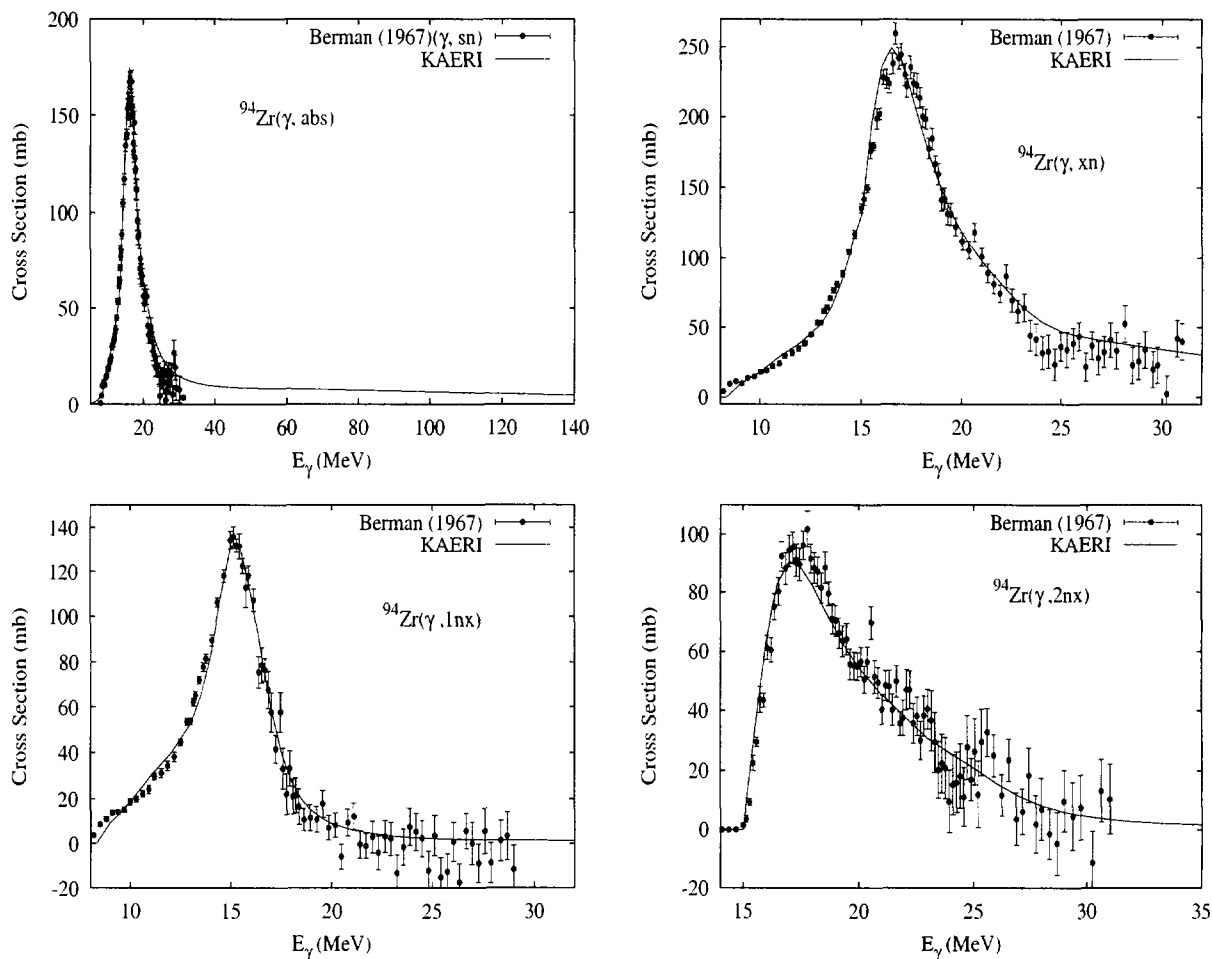 200
150
100
50
0
20
40
60
80
100
120
140
Cross Section (mb)
Eγ (MeV)
Berman (1967)(γ, sn)
KAERI
⁹⁴Zr(γ, abs)
250
200
150
100
50
0
10
15
20
25
30
Cross Section (mb)
Eγ (MeV)
Berman (1967)
KAERI
⁹⁴Zr(γ, xn)
140
120
100
80
60
40
20
0
-20
10
15
20
25
30
Cross Section (mb)
Eγ (MeV)
Berman (1967)
KAERI
⁹⁴Zr(γ ,1nx)
100
80
60
40
20
0
-20
15
20
25
30
35
Cross Section (mb)
Eγ (MeV)
Berman (1967)
KAERI
⁹⁴Zr(γ ,2nx)